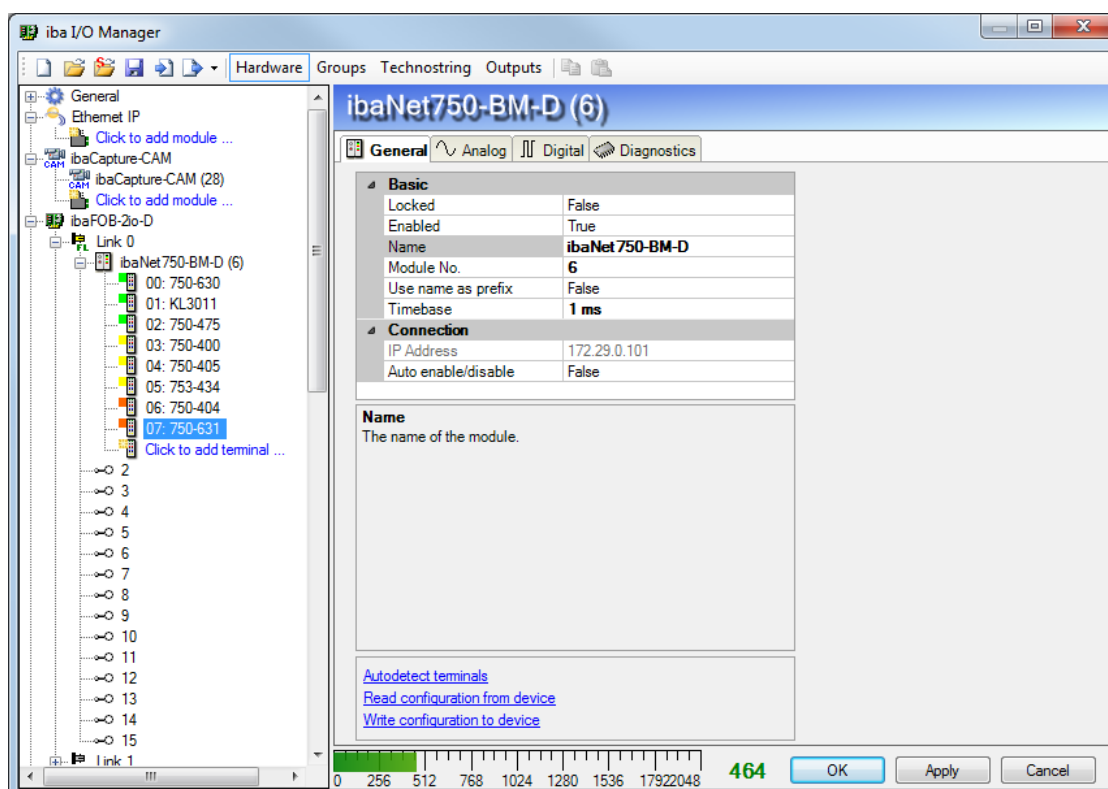 iba I/O Manager
Hardware Groups Technostring Outputs
General
Ethernet IP
Click to add module ...
ibaCapture-CAM
ibaCapture-CAM (28)
Click to add module ...
ibaFOB-2io-D
Link 0
ibaNet750-BM-D (6)
00: 750-630
01: KL3011
02: 750-475
03: 750-400
04: 750-405
05: 753-434
06: 750-404
07: 750-631
Click to add terminal ...
2
3
4
5
6
7
8
9
10
11
12
13
14
15
Link 1
ibaNet750-BM-D (6)
General Analog Digital Diagnostics
Basic
Locked False
Enabled True
Name ibaNet750-BM-D
Module No. 6
Use name as prefix False
Timebase 1 ms
Connection
IP Address 172.29.0.101
Auto enable/disable False
Name
The name of the module.
Autodetect terminals
Read configuration from device
Write configuration to device
0 256 512 768 1024 1280 1536 17922048
464
OK Apply Cancel